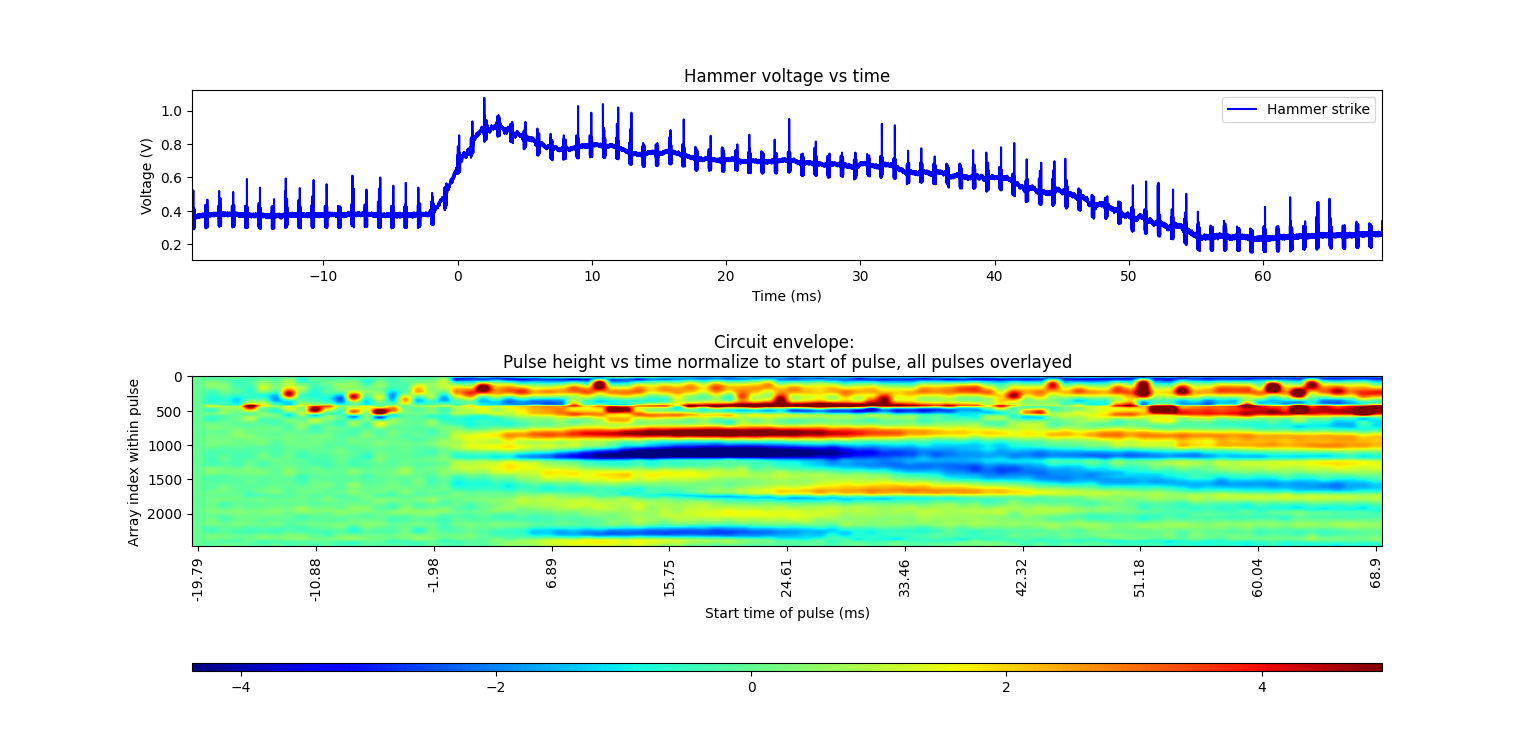 Hammer voltage vs time
Hammer strike
Voltage (V)
1.0
0.8
0.6
0.4
0.2
−10 0 10 20 30 40 50 60
Time (ms)
Circuit envelope:
Pulse height vs time normalize to start of pulse, all pulses overlayed
Array index within pulse
0
500
1000
1500
2000
-19.79 -10.88 -1.98 6.89 15.75 24.61 33.46 42.32 51.18 60.04 68.9
Start time of pulse (ms)
−4 −2 0 2 4